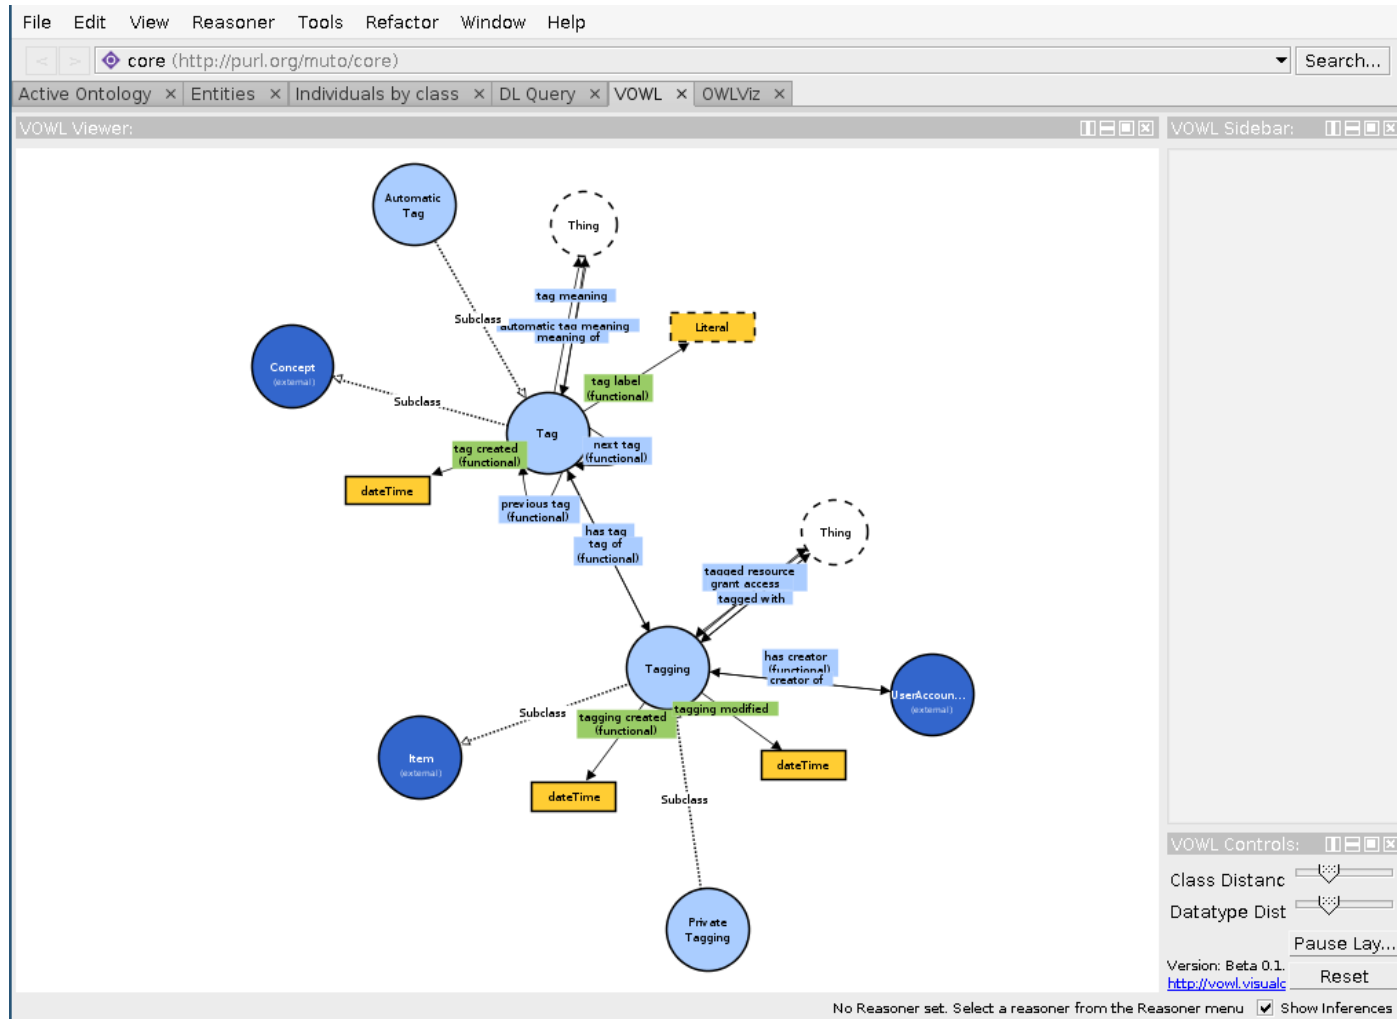 File Edit View Reasoner Tools Refactor Window Help
< > core (http://purl.org/muto/core) Search...
Active Ontology × Entities × Individuals by class × DL Query × VOWL × OWLViz ×
VOWL Viewer:
VOWL Sidebar:
Automatic
Tag
Thing
tag meaning
Subclass
automatic tag meaning
meaning of
Literal
Concept
(external)
tag label
(functional)
Subclass
Tag
next tag
(functional)
tag created
(functional)
dateTime
previous tag
(functional)
has tag
tag of
(functional)
Thing
tagged resource
grant access
tagged with
Tagging
has creator
(functional)
creator of
UserAccoun...
(external)
Subclass
tagging created
(functional)
tagging modified
Item
(external)
dateTime
dateTime
Subclass
Private
Tagging
VOWL Controls:
Class Distanc
Datatype Dist
Pause Lay...
Version: Beta 0.1.
http://vowl.visualc
Reset
No Reasoner set. Select a reasoner from the Reasoner menu Show Inferences